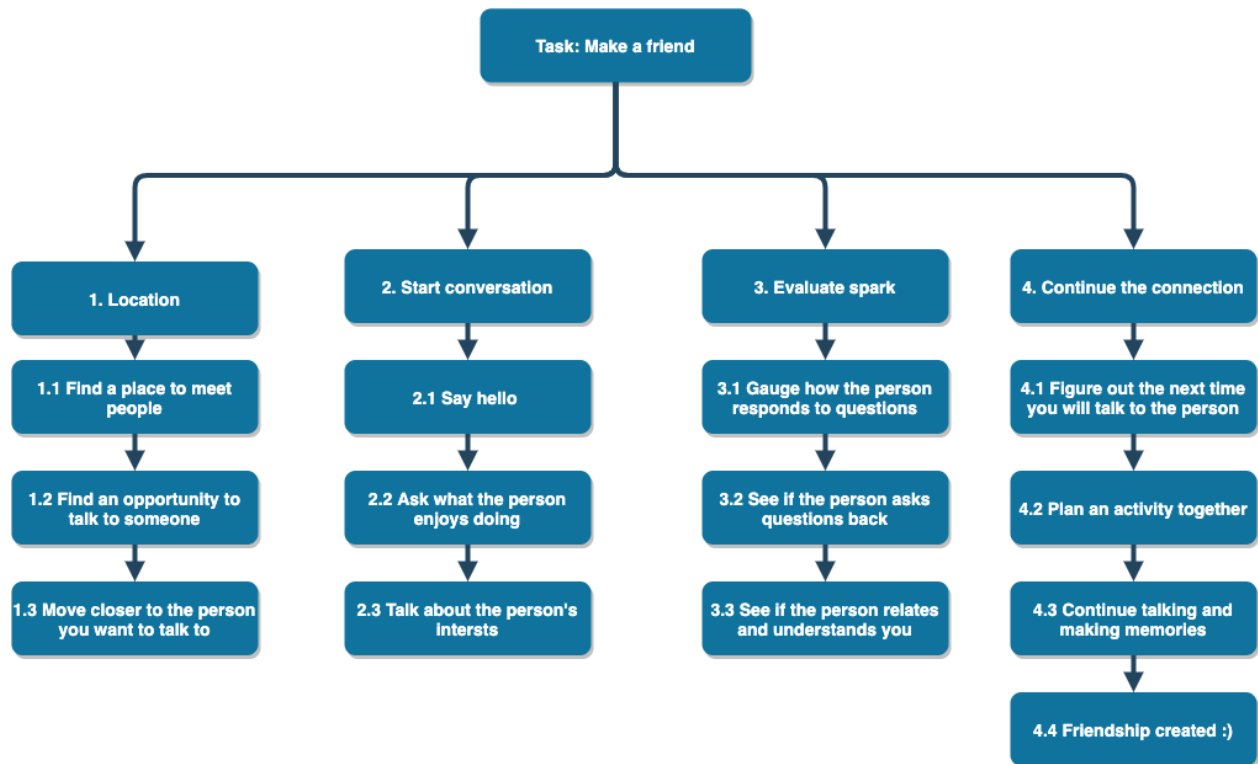 Task: Make a friend
1. Location
1.1 Find a place to meet
people
1.2 Find an opportunity to
talk to someone
1.3 Move closer to the person
you want to talk to
2. Start conversation
2.1 Say hello
2.2 Ask what the person
enjoys doing
2.3 Talk about the person's
intersts
3. Evaluate spark
3.1 Gauge how the person
responds to questions
3.2 See if the person asks
questions back
3.3 See if the person relates
and understands you
4. Continue the connection
4.1 Figure out the next time
you will talk to the person
4.2 Plan an activity together
4.3 Continue talking and
making memories
4.4 Friendship created :)